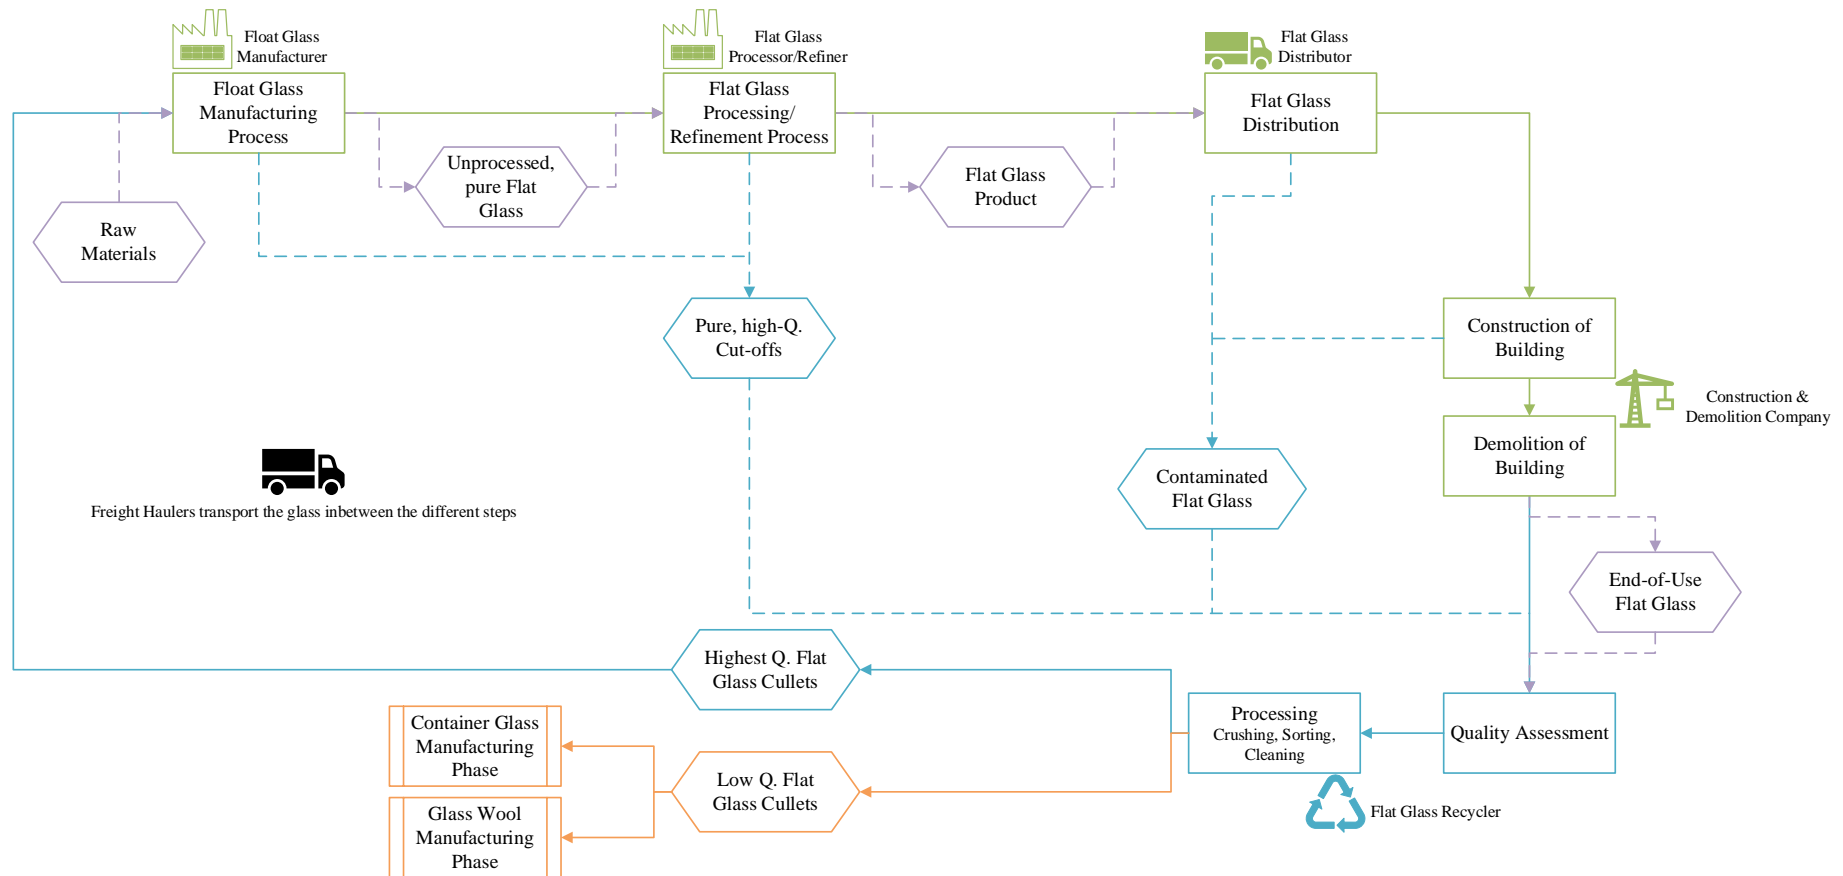 Float Glass
Manufacturer
Flat Glass
Processor/Refiner
Flat Glass
Distributor
Float Glass
Manufacturing
Process
Flat Glass
Processing/
Refinement Process
Flat Glass
Distribution
Unprocessed,
pure Flat
Glass
Flat Glass
Product
Raw
Materials
Pure, high-Q.
Cut-offs
Construction of
Building
Construction &
Demolition Company
Demolition of
Building
Contaminated
Flat Glass
Freight Haulers transport the glass inbetween the different steps
End-of-Use
Flat Glass
Highest Q. Flat
Glass Cullets
Container Glass
Manufacturing
Phase
Processing
Crushing, Sorting,
Cleaning
Quality Assessment
Low Q. Flat
Glass Cullets
Glass Wool
Manufacturing
Phase
Flat Glass Recycler